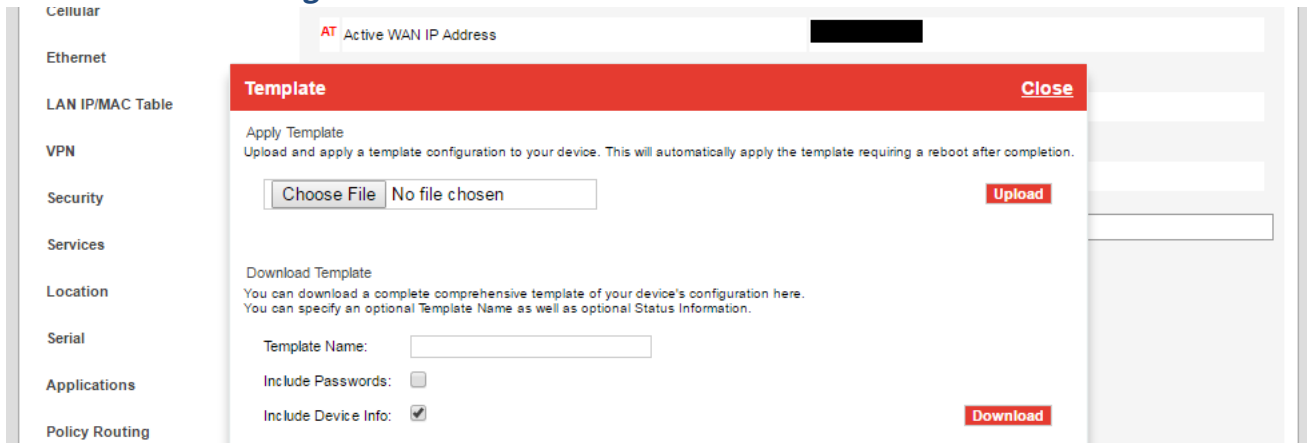 Cellular
AT Active WAN IP Address
Ethernet
Template Close
LAN IP/MAC Table
Apply Template
Upload and apply a template configuration to your device. This will automatically apply the template requiring a reboot after completion.
VPN
Choose File No file chosen
Upload
Security
Services
Download Template
You can download a complete comprehensive template of your device's configuration here.
You can specify an optional Template Name as well as optional Status Information.
Location
Serial
Template Name:
Include Passwords:
Applications
Include Device Info:
Download
Policy Routing